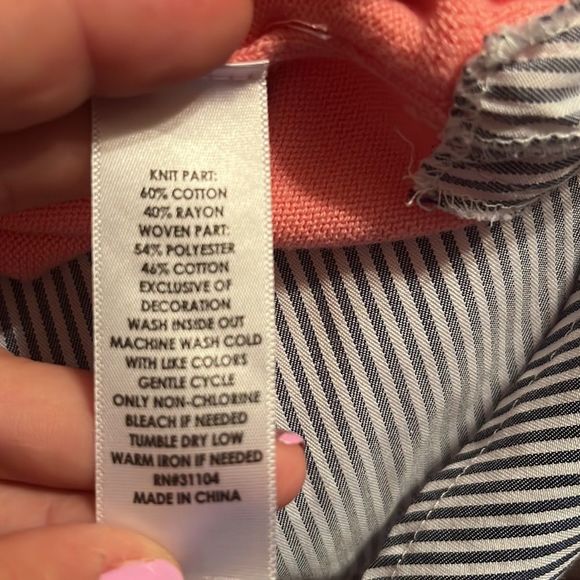 KNIT PART:
60% COTTON
40% RAYON
WOVEN PART:
54% POLYESTER
46% COTTON
EXCLUSIVE OF
DECORATION
WASH INSIDE OUT
MACHINE WASH COLD
WITH LIKE COLORS
GENTLE CYCLE
ONLY NON-CHLORINE
BLEACH IF NEEDED
TUMBLE DRY LOW
WARM IRON IF NEEDED
RN#31104
MADE IN CHINA